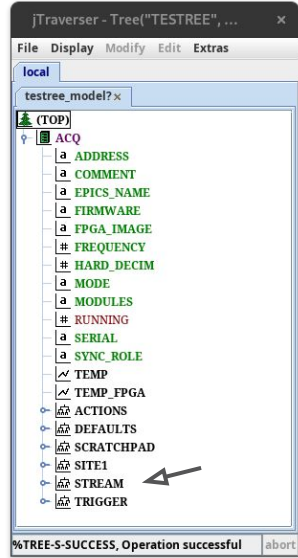 jTraverser - Tree("TESTREE", ... ×
File Display Modify Edit Extras
local
testree_model? ×
(TOP)
ACQ
a ADDRESS
a COMMENT
a EPICS_NAME
a FIRMWARE
a FPGA_IMAGE
# FREQUENCY
# HARD_DECIM
a MODE
a MODULES
# RUNNING
a SERIAL
a SYNC_ROLE
TEMP
TEMP_FPGA
ACTIONS
DEFAULTS
SCRATCHPAD
SITE1
STREAM
TRIGGER
%TREE-S-SUCCESS, Operation successful abort